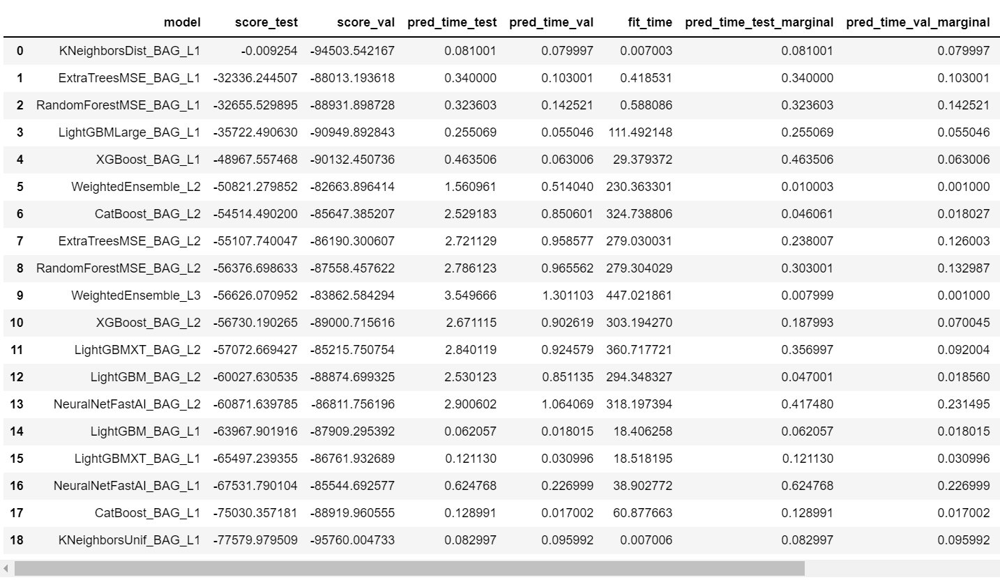 model score_test score_val pred_time_test pred_time_val fit_time pred_time_test_marginal pred_time_val_marginal
0 KNeighborsDist_BAG_L1 -0.009254 -94503.542167 0.081001 0.079997 0.007003 0.081001 0.079997
1 ExtraTreesMSE_BAG_L1 -32336.244507 -88013.193618 0.340000 0.103001 0.418531 0.340000 0.103001
2 RandomForestMSE_BAG_L1 -32655.529895 -88931.898728 0.323603 0.142521 0.588086 0.323603 0.142521
3 LightGBMLarge_BAG_L1 -35722.490630 -90949.892843 0.255069 0.055046 111.492148 0.255069 0.055046
4 XGBoost_BAG_L1 -48967.557468 -90132.450736 0.463506 0.063006 29.379372 0.463506 0.063006
5 WeightedEnsemble_L2 -50821.279852 -82663.896414 1.560961 0.514040 230.363301 0.010003 0.001000
6 CatBoost_BAG_L2 -54514.490200 -85647.385207 2.529183 0.850601 324.738806 0.046061 0.018027
7 ExtraTreesMSE_BAG_L2 -55107.740047 -86190.300607 2.721129 0.958577 279.030031 0.238007 0.126003
8 RandomForestMSE_BAG_L2 -56376.698633 -87558.457622 2.786123 0.965562 279.304029 0.303001 0.132987
9 WeightedEnsemble_L3 -56626.070952 -83862.584294 3.549666 1.301103 447.021861 0.007999 0.001000
10 XGBoost_BAG_L2 -56730.190265 -89000.715616 2.671115 0.902619 303.194270 0.187993 0.070045
11 LightGBMXT_BAG_L2 -57072.669427 -85215.750754 2.840119 0.924579 360.717721 0.356997 0.092004
12 LightGBM_BAG_L2 -60027.630535 -88874.699325 2.530123 0.851135 294.348327 0.047001 0.018560
13 NeuralNetFastAI_BAG_L2 -60871.639785 -86811.756196 2.900602 1.064069 318.197394 0.417480 0.231495
14 LightGBM_BAG_L1 -63967.901916 -87909.295392 0.062057 0.018015 18.406258 0.062057 0.018015
15 LightGBMXT_BAG_L1 -65497.239355 -86761.932689 0.121130 0.030996 18.518195 0.121130 0.030996
16 NeuralNetFastAI_BAG_L1 -67531.790104 -85544.692577 0.624768 0.226999 38.902772 0.624768 0.226999
17 CatBoost_BAG_L1 -75030.357181 -88919.960555 0.128991 0.017002 60.877663 0.128991 0.017002
18 KNeighborsUnif_BAG_L1 -77579.979509 -95760.004733 0.082997 0.095992 0.007006 0.082997 0.095992